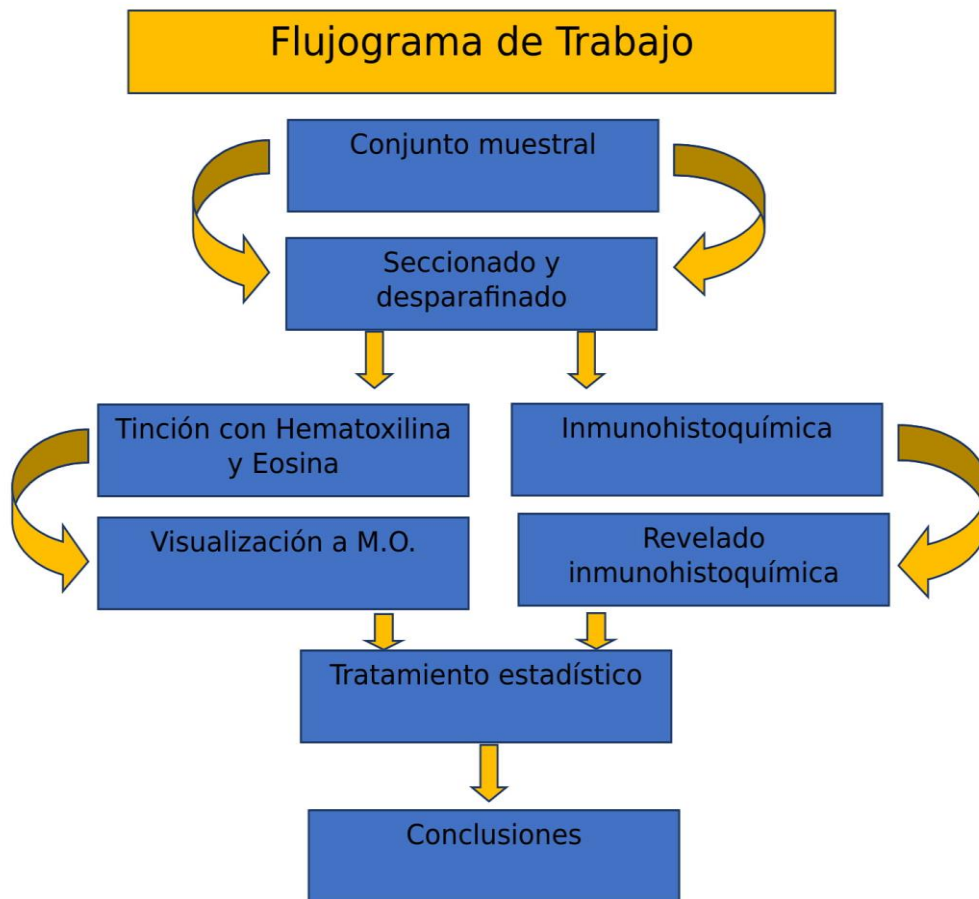 Flujograma de Trabajo
Conjunto muestral
Seccionado y
desparafinado
Tinción con Hematoxilina
y Eosina
Inmunohistoquímica
Visualización a M.O.
Revelado
inmunohistoquímica
Tratamiento estadístico
Conclusiones